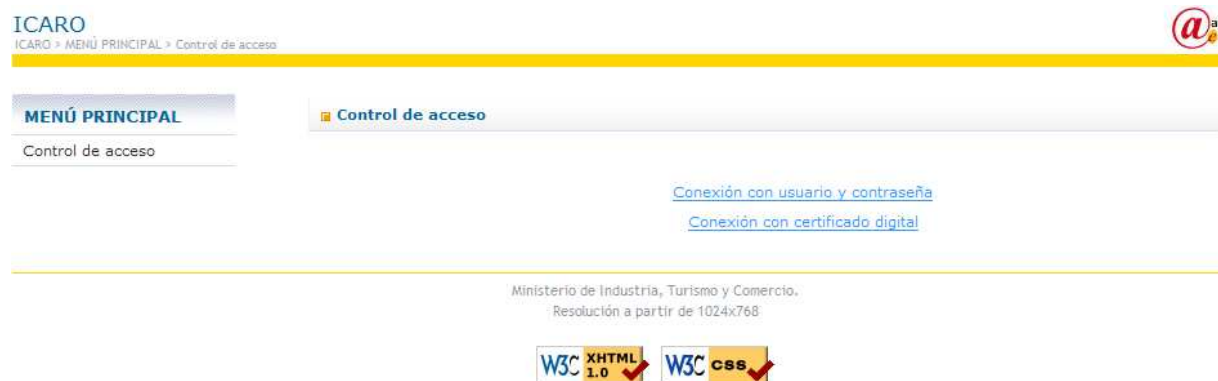 ICARO
ICARO > MENÚ PRINCIPAL > Control de acceso
MENÚ PRINCIPAL
Control de acceso
Control de acceso
Conexión con usuario y contraseña
Conexión con certificado digital
Ministerio de Industria, Turismo y Comercio.
Resolución a partir de 1024x768
W3C XHTML 1.0
W3C css